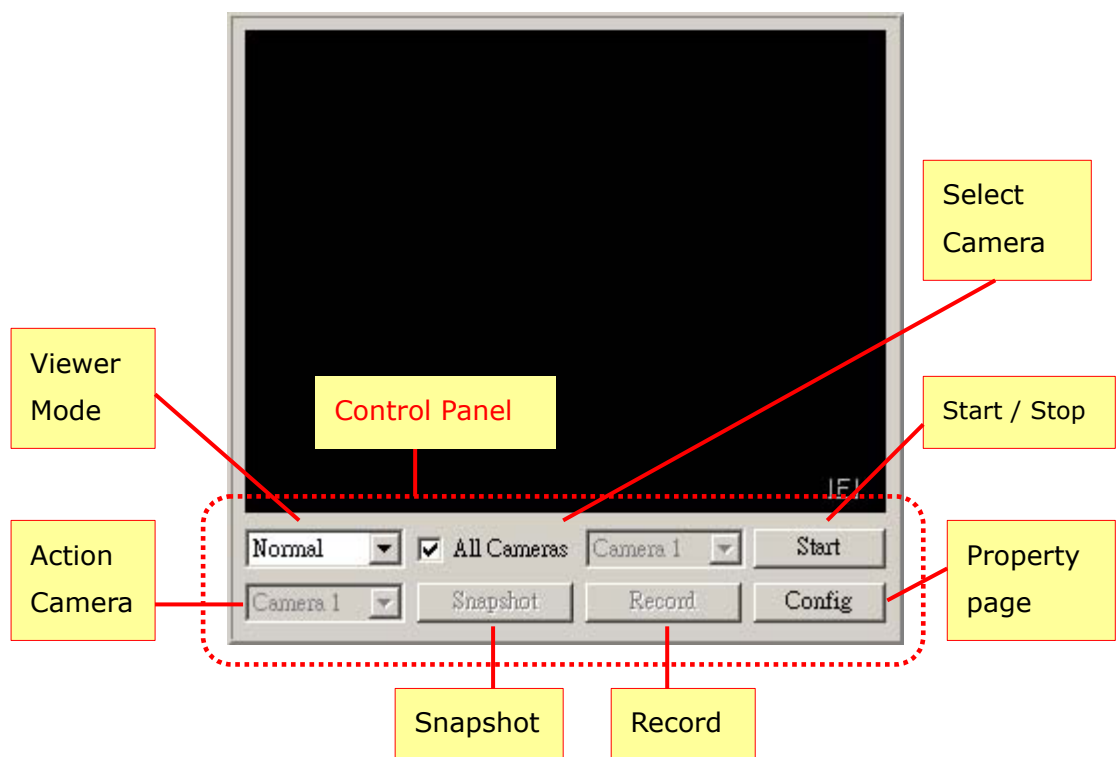 Select
Camera
Viewer
Mode
Control Panel
Start / Stop
IEI
Normal
All Cameras
Camera 1
Start
Action
Camera
Property
page
Camera 1
Snapshot
Record
Config
Snapshot
Record